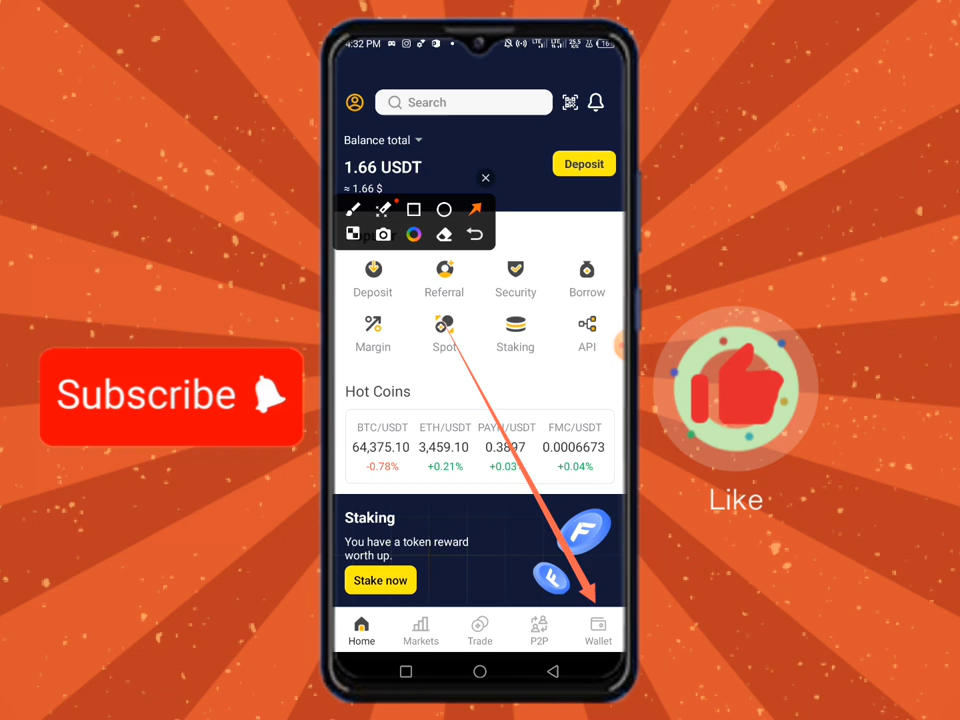 4:32 PM
Search
Balance total
1.66 USDT
Deposit
≈ 1.66 $
Deposit
Referral
Security
Borrow
Margin
Spot
Staking
API
Hot Coins
BTC/USDT
ETH/USDT
FMC/USDT
64,375.10
3,459.10
0.3897
0.0006673
-0.78%
+0.21%
+0.03%
+0.04%
Staking
You have a token reward
worth up.
Stake now
Home
Markets
Trade
P2P
Wallet
Subscribe
Like